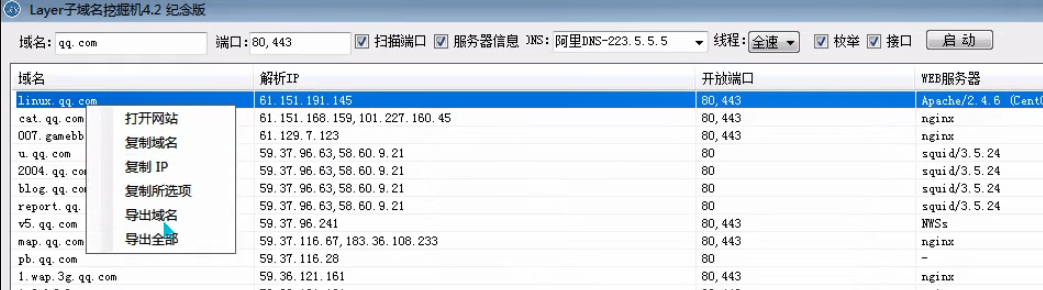 Layer子域名挖掘机4.2 纪念版
域名: qq.com 端口: 80,443 扫描端口 服务器信息 DNS: 阿里DNS-223.5.5.5 线程: 全速 枚举 接口 启动
域名 解析IP 开放端口 WEB服务器
linux.qq.com 61.151.191.145 80,443 Apache/2.4.6 (Cent
cat.qq.com 61.151.168.159,101.227.160.45 80,443 nginx
007.gamebb 61.129.7.123 80,443 nginx
u.qq.com 59.37.96.63,58.60.9.21 80 squid/3.5.24
2004.qq.co 59.37.96.63,58.60.9.21 80 squid/3.5.24
blog.qq.co 59.37.96.63,58.60.9.21 80 squid/3.5.24
report.qq. 59.37.96.63,58.60.9.21 80 squid/3.5.24
v5.qq.com 59.37.96.241 80,443 NWSs
map.qq.com 59.37.116.67,183.36.108.233 80,443 nginx
pb.qq.com 59.37.116.28 80 -
1.wap.3g.qq.com 59.36.121.161 80,443 nginx
打开网站
复制域名
复制 IP
复制所选项
导出域名
导出全部